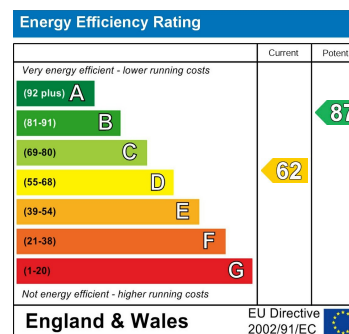 Energy Efficiency Rating
Current Potent
Very energy efficient - lower running costs
(92 plus) A
(81-91) B
87
(69-80) C
(55-68) D
62
(39-54) E
(21-38) F
(1-20) G
Not energy efficient - higher running costs
England & Wales
EU Directive
2002/91/EC